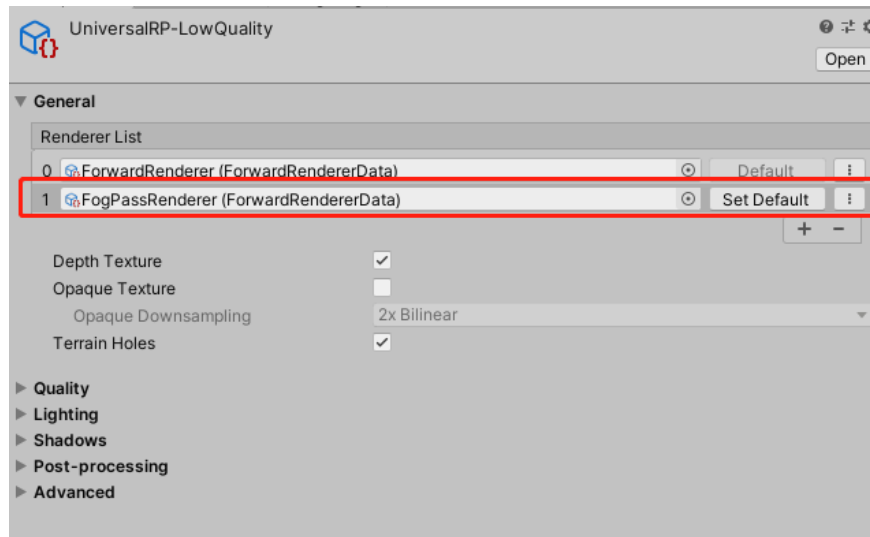 UniversalRP-LowQuality
Open
General
Renderer List
0 ForwardRenderer (ForwardRendererData) Default
1 FogPassRenderer (ForwardRendererData) Set Default
+ -
Depth Texture
Opaque Texture
Opaque Downsampling 2x Bilinear
Terrain Holes
Quality
Lighting
Shadows
Post-processing
Advanced